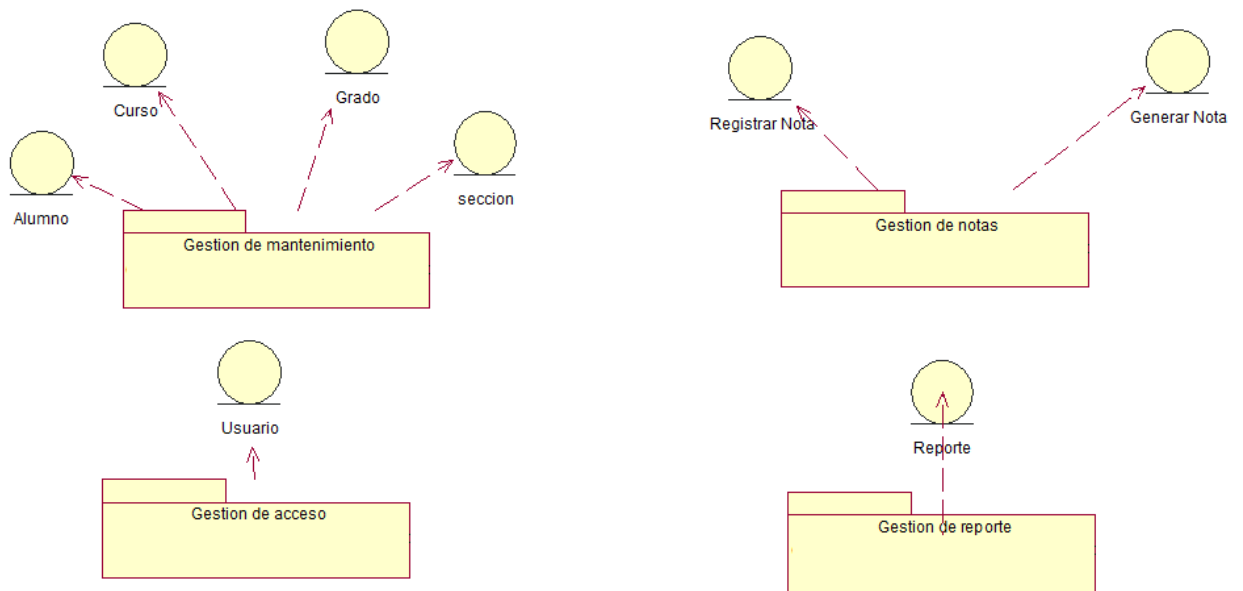 Curso
Grado
Alumno
seccion
Gestion de mantenimiento
Registrar Nota
Generar Nota
Gestion de notas
Usuario
Gestion de acceso
Reporte
Gestion de reporte